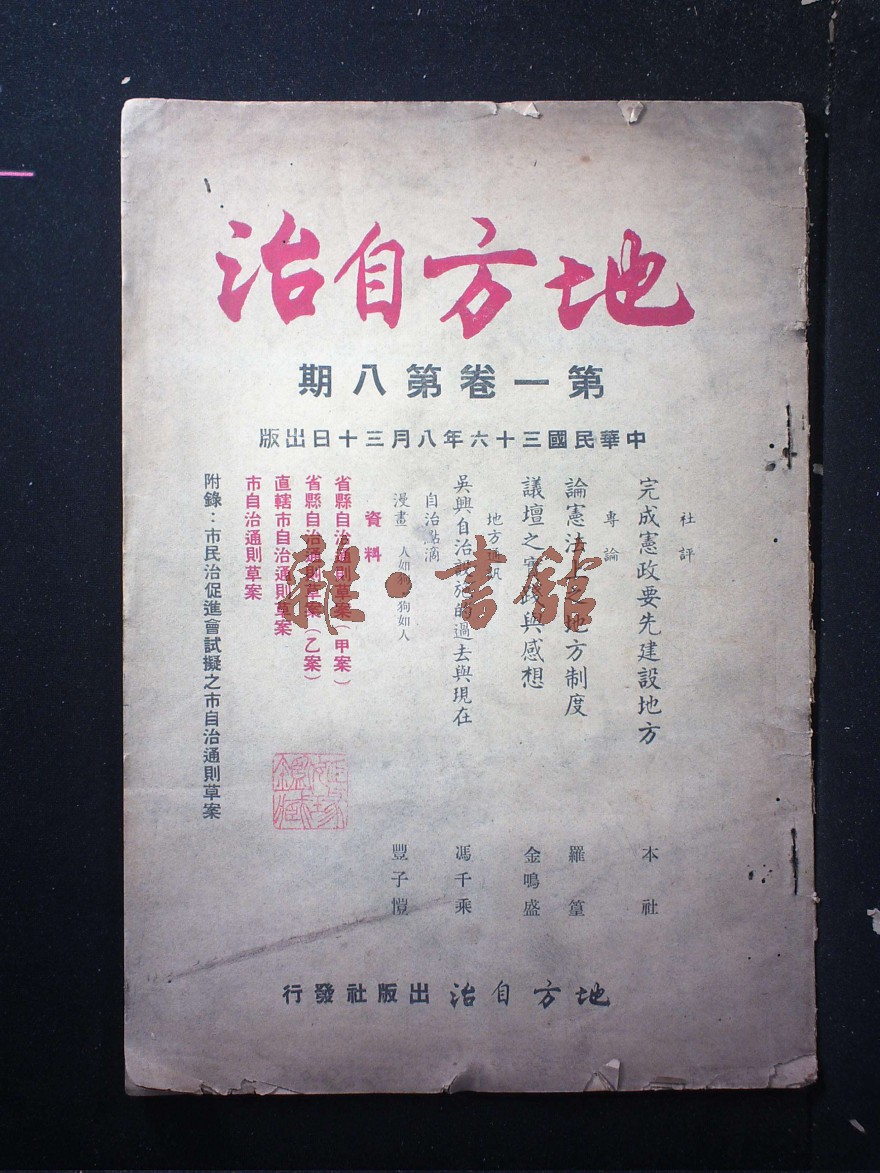 地方自治
第一卷第八期
中華民國三十六年八月三十日出版
社評
完成憲政要先建設地方 本社
專論
論憲法上之地方制度 羅篁
議壇之實踐與感想 金鳴盛
地方通訊
吳興自治設施的過去與現在 馮千乘
自治點滴
漫畫 人如狗 狗如人 豐子愷
資料
省縣自治通則草案(甲案)
省縣自治通則草案(乙案)
直轄市自治通則草案
市自治通則草案
附錄：市民治促進會試擬之市自治通則草案
地方自治出版社發行
雜·書館